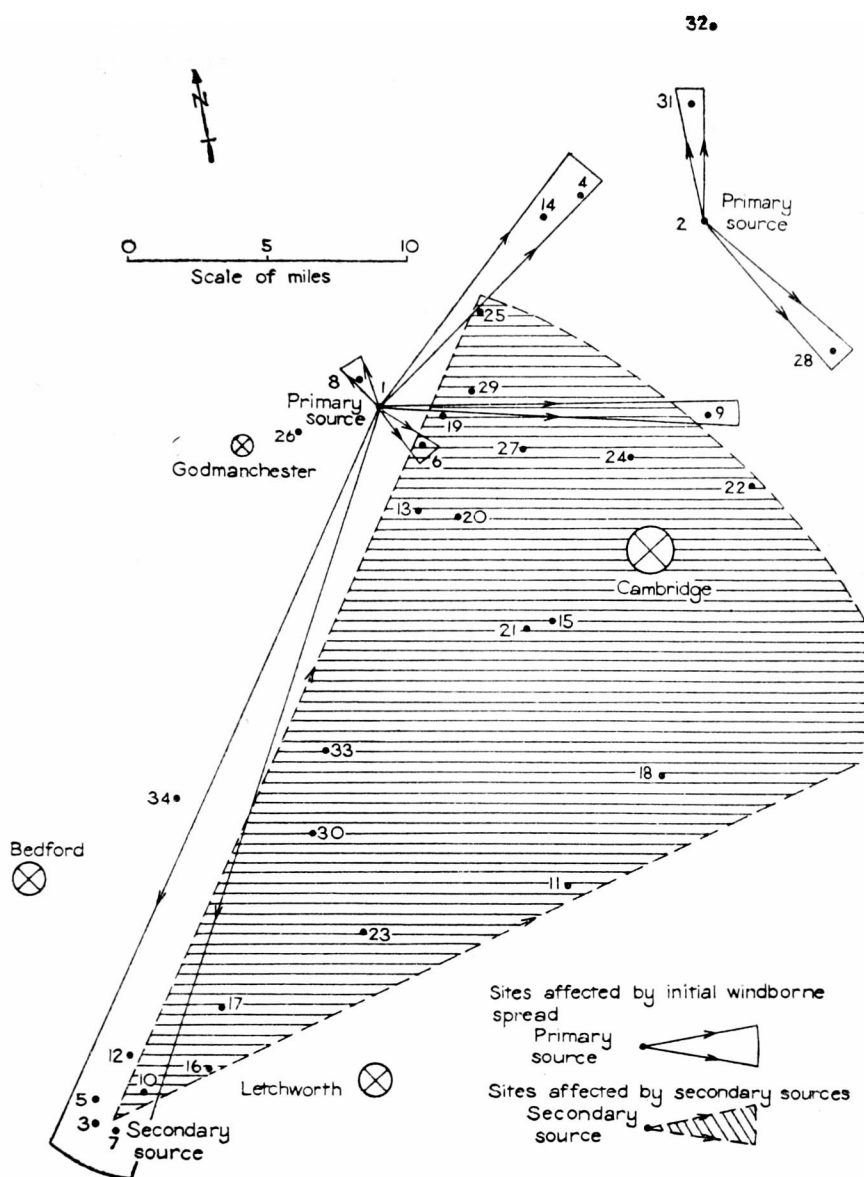 32
N
31
4
14
Primary
source
2
0 5 10
Scale of miles
25
28
8
1
29
Primary
source
9
19
26
6
27
24
Godmanchester
22
13
20
Cambridge
15
21
33
18
34
30
Bedford
11
23
Sites affected by initial windborne
spread
17
Primary
source
12
16
Letchworth
10
Sites affected by secondary sources
5
Secondary
source
3
7
Secondary
source